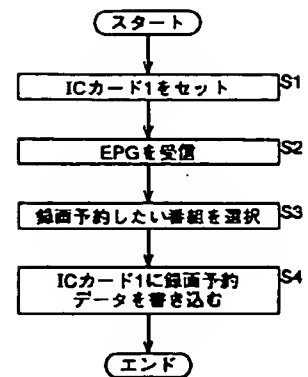 スタート
ICカード1をセット
S1
EPGを受信
S2
録画予約したい番組を選択
S3
ICカード1に録画予約
データを書き込む
S4
エンド